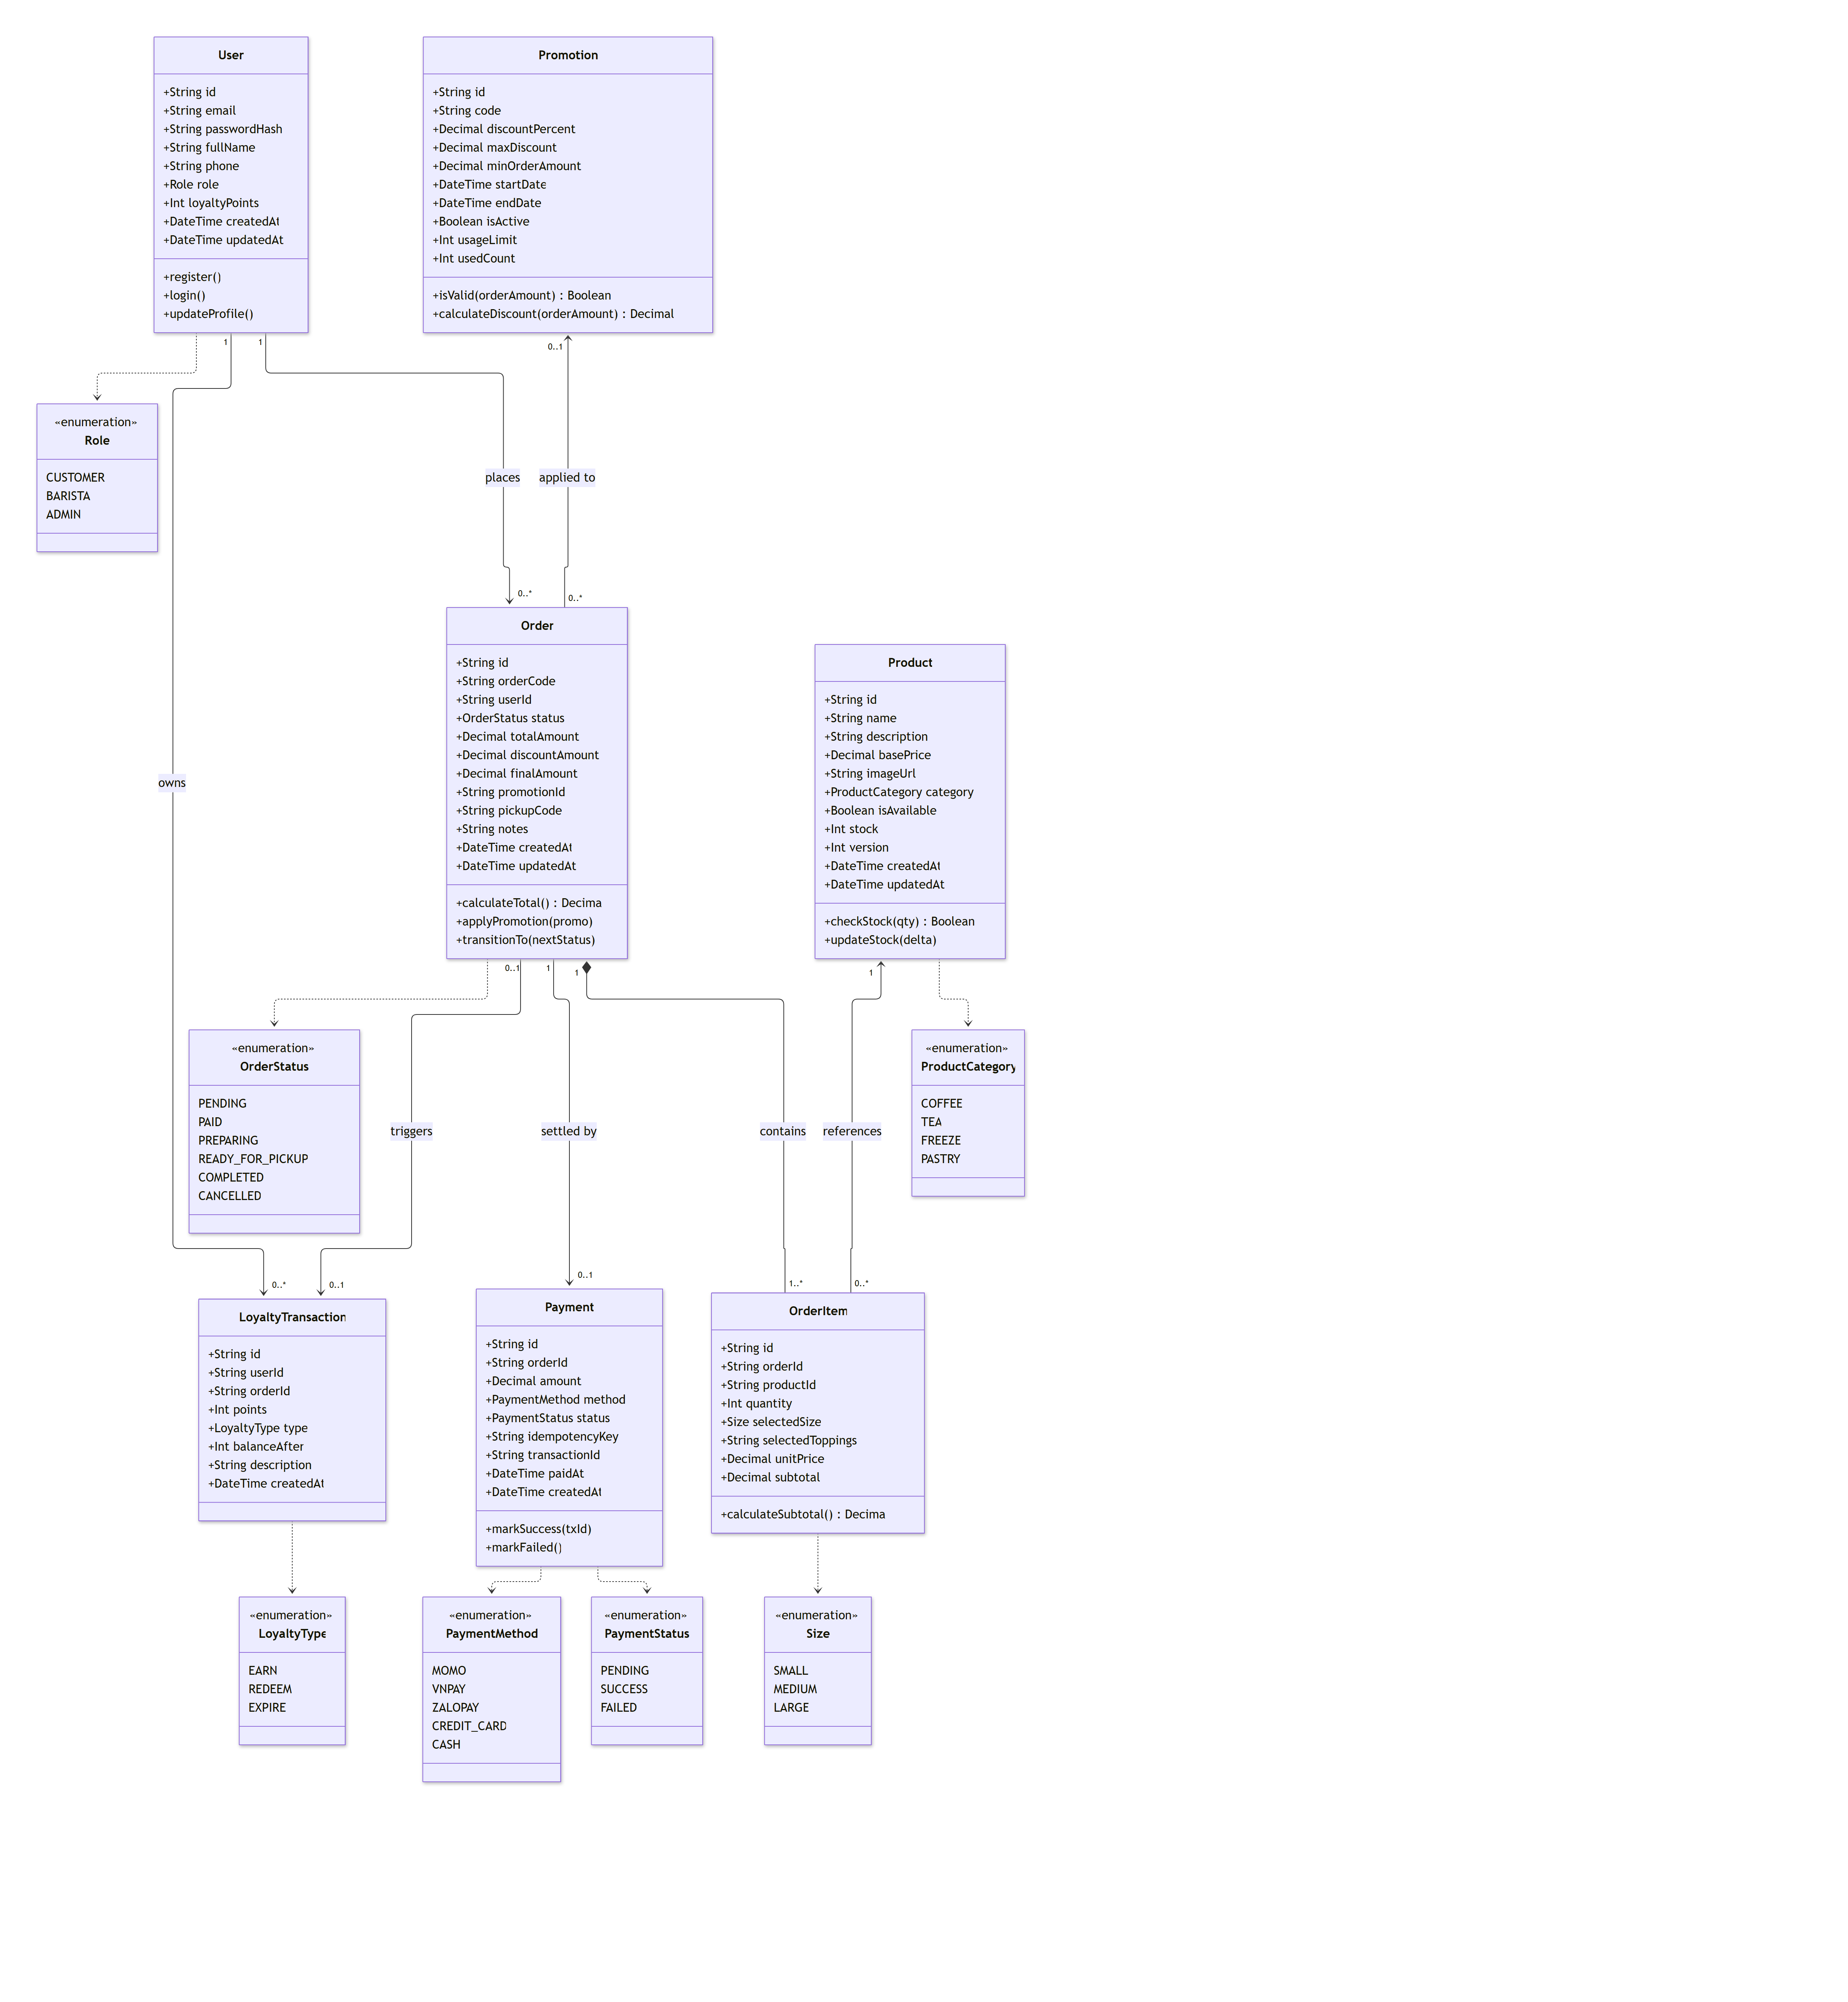 User
+String id
+String email
+String passwordHash
+String fullName
+String phone
+Role role
+Int loyaltyPoints
+DateTime createdAt
+DateTime updatedAt
+register()
+login()
+updateProfile()
1
1
Promotion
+String id
+String code
+Decimal discountPercent
+Decimal maxDiscount
+Decimal minOrderAmount
+DateTime startDate
+DateTime endDate
+Boolean isActive
+Int usageLimit
+Int usedCount
+isValid(orderAmount) : Boolean
+calculateDiscount(orderAmount) : Decimal
0..1
«enumeration»
Role
CUSTOMER
BARISTA
ADMIN
places
applied to
0..*
0..*
Order
+String id
+String orderCode
+String userId
+OrderStatus status
+Decimal totalAmount
+Decimal discountAmount
+Decimal finalAmount
+String promotionId
+String pickupCode
+String notes
+DateTime createdAt
+DateTime updatedAt
+calculateTotal() : Decima
+applyPromotion(promo)
+transitionTo(nextStatus)
0..1
1
1
Product
+String id
+String name
+String description
+Decimal basePrice
+String imageUrl
+ProductCategory category
+Boolean isAvailable
+Int stock
+Int version
+DateTime createdAt
+DateTime updatedAt
+checkStock(qty) : Boolean
+updateStock(delta)
1
owns
«enumeration»
OrderStatus
PENDING
PAID
PREPARING
READY_FOR_PICKUP
COMPLETED
CANCELLED
triggers
settled by
contains
references
«enumeration»
ProductCategory
COFFEE
TEA
FREEZE
PASTRY
0..*
0..1
0..1
1..*
0..*
LoyaltyTransaction
+String id
+String userId
+String orderId
+Int points
+LoyaltyType type
+Int balanceAfter
+String description
+DateTime createdAt
Payment
+String id
+String orderId
+Decimal amount
+PaymentMethod method
+PaymentStatus status
+String idempotencyKey
+String transactionId
+DateTime paidAt
+DateTime createdAt
+markSuccess(txId)
+markFailed()
OrderItem
+String id
+String orderId
+String productId
+Int quantity
+Size selectedSize
+String selectedToppings
+Decimal unitPrice
+Decimal subtotal
+calculateSubtotal() : Decima
«enumeration»
LoyaltyType
EARN
REDEEM
EXPIRE
«enumeration»
PaymentMethod
MOMO
VNPAY
ZALOPAY
CREDIT_CARD
CASH
«enumeration»
PaymentStatus
PENDING
SUCCESS
FAILED
«enumeration»
Size
SMALL
MEDIUM
LARGE